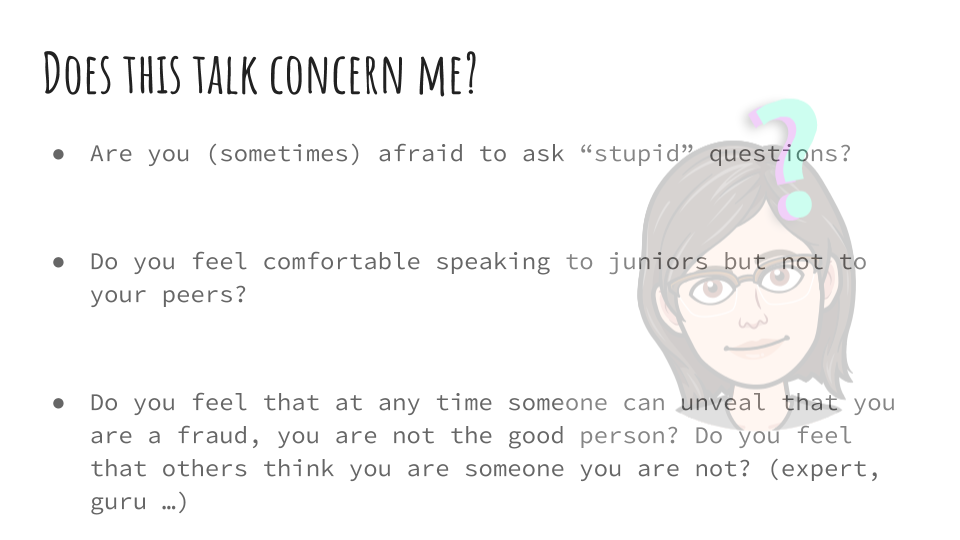 Does this talk concern me?
● Are you (sometimes) afraid to ask “stupid” questions?
● Do you feel comfortable speaking to juniors but not to
your peers?
● Do you feel that at any time someone can unveal that you
are a fraud, you are not the good person? Do you feel
that others think you are someone you are not? (expert,
guru …)
?